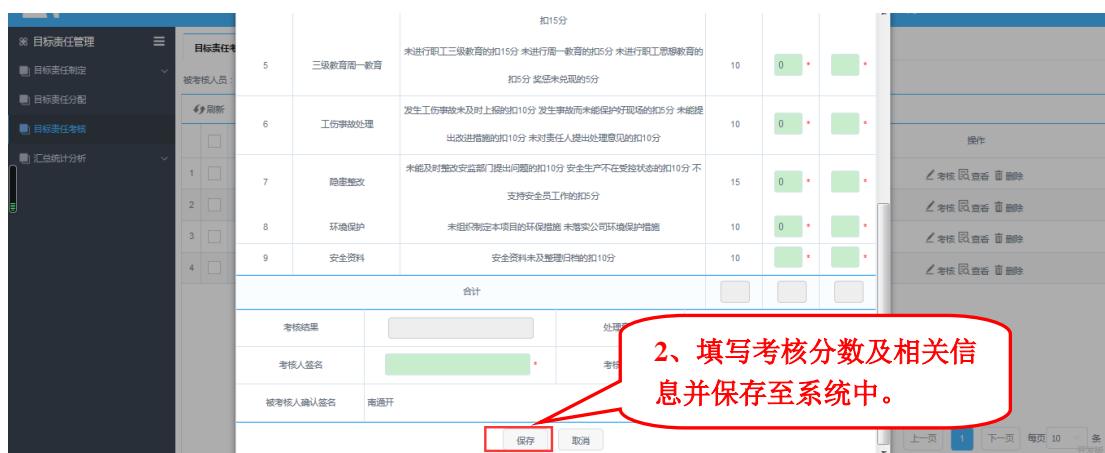 扣15分
目标责任管理
目标责任制定
目标责任分配
目标责任考核
汇总统计分析
目标责任考
被考核人员：
刷新
操作
1
2
3
4
5 三级教育周一教育 未进行职工三级教育的扣15分 未进行周一教育的扣5分 未进行职工思想教育的
扣5分 奖惩未兑现的5分 10 0 * *
6 工伤事故处理 发生工伤事故未及时上报的扣10分 发生事故而未能保护好现场的扣5分 未能提
出改进措施的扣10分 未对责任人提出处理意见的扣10分 10 0 * *
7 隐患整改 未能及时整改安监部门提出问题的扣10分 安全生产不在受控状态的扣10分 不
支持安全员工作的扣5分 15 0 * *
8 环境保护 未组织制定本项目的环保措施 未落实公司环境保护措施 10 0 * *
9 安全资料 安全资料未及整理归档的扣10分 10 * *
合计
考核结果 处理意
考核人签名 * 考核
被考核人确认签名 南通开
保存 取消
考核 查看 删除
考核 查看 删除
考核 查看 删除
考核 查看 删除
2、填写考核分数及相关信
息并保存至系统中。
上一页 1 下一页 每页 10 条